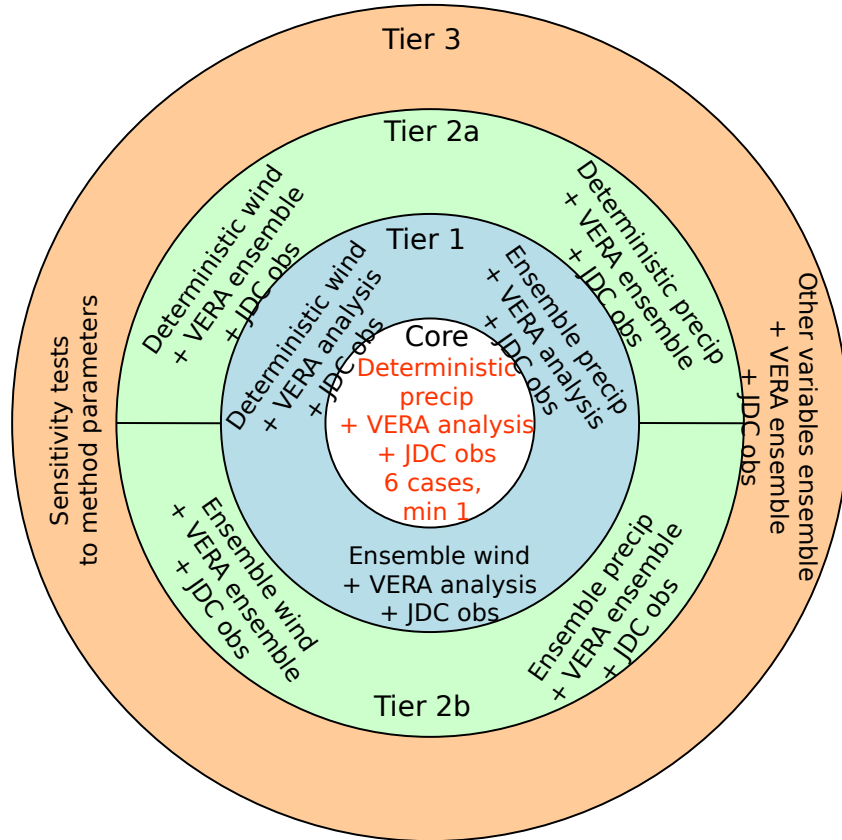 Tier 3
Tier 2a
Deterministic wind
+ VERA ensemble
+ JDC obs
Deterministic precip
+ VERA ensemble
+ JDC obs
Tier 1
Deterministic wind
+ VERA analysis
+ JDC obs
Ensemble precip
+ VERA analysis
+ JDC obs
Core
Deterministic
precip
+ VERA analysis
+ JDC obs
6 cases,
min 1
Sensitivity tests
to method parameters
Other variables ensemble
+ VERA ensemble
+ JDC obs
Ensemble wind
+ VERA analysis
+ JDC obs
Ensemble wind
+ VERA ensemble
+ JDC obs
Ensemble precip
+ VERA ensemble
+ JDC obs
Tier 2b